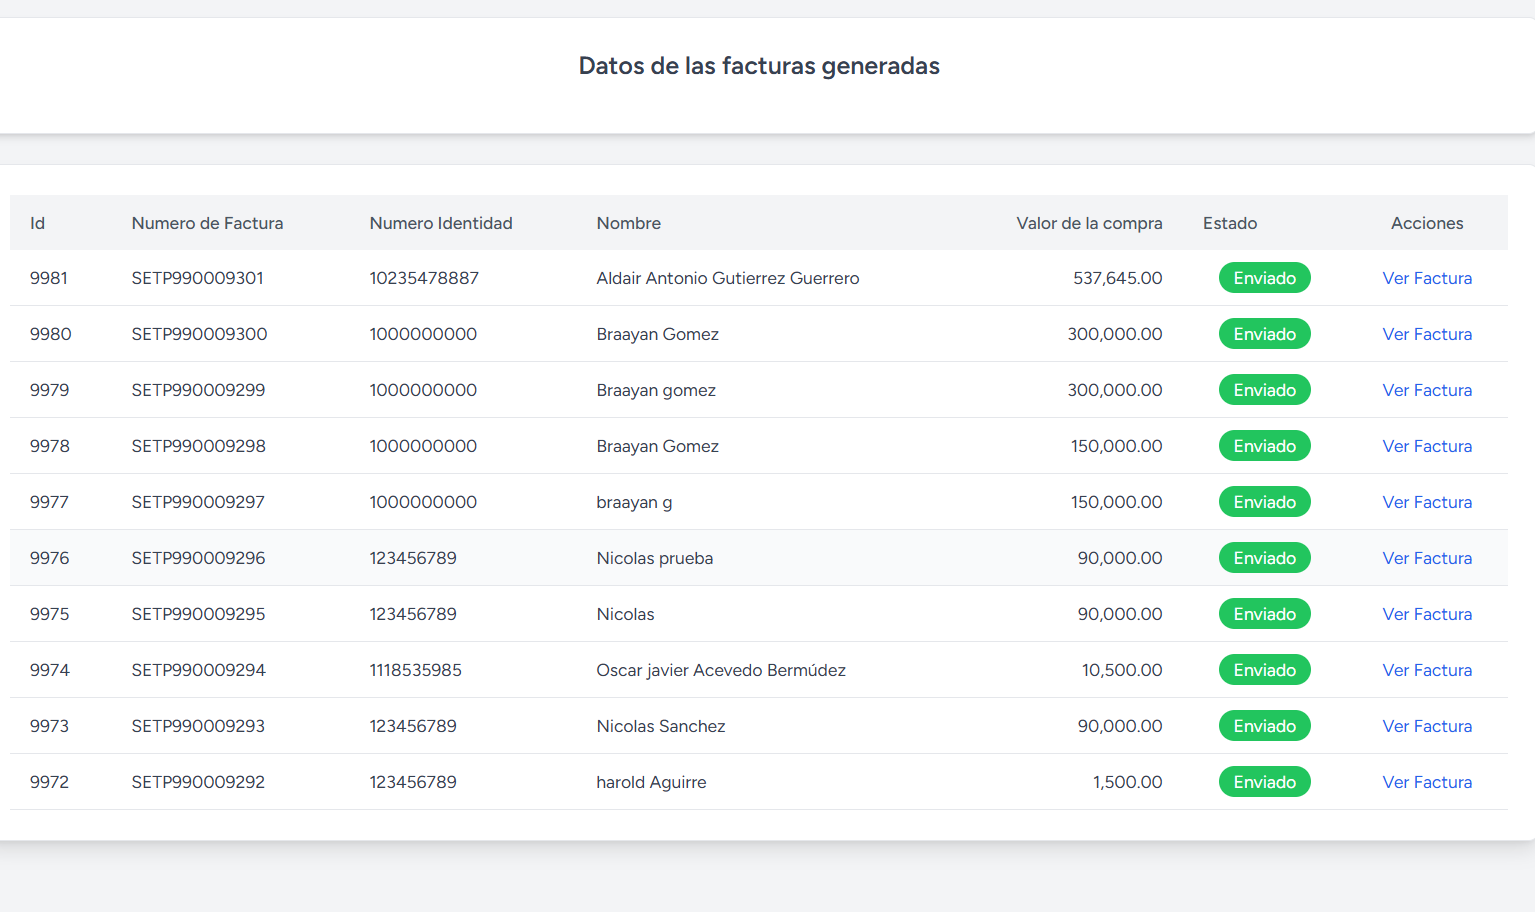 Datos de las facturas generadas
Id Numero de Factura Numero Identidad Nombre Valor de la compra Estado Acciones
9981 SETP990009301 10235478887 Aldair Antonio Gutierrez Guerrero 537,645.00 Enviado Ver Factura
9980 SETP990009300 1000000000 Braayan Gomez 300,000.00 Enviado Ver Factura
9979 SETP990009299 1000000000 Braayan gomez 300,000.00 Enviado Ver Factura
9978 SETP990009298 1000000000 Braayan Gomez 150,000.00 Enviado Ver Factura
9977 SETP990009297 1000000000 braayan g 150,000.00 Enviado Ver Factura
9976 SETP990009296 123456789 Nicolas prueba 90,000.00 Enviado Ver Factura
9975 SETP990009295 123456789 Nicolas 90,000.00 Enviado Ver Factura
9974 SETP990009294 1118535985 Oscar javier Acevedo Bermúdez 10,500.00 Enviado Ver Factura
9973 SETP990009293 123456789 Nicolas Sanchez 90,000.00 Enviado Ver Factura
9972 SETP990009292 123456789 harold Aguirre 1,500.00 Enviado Ver Factura